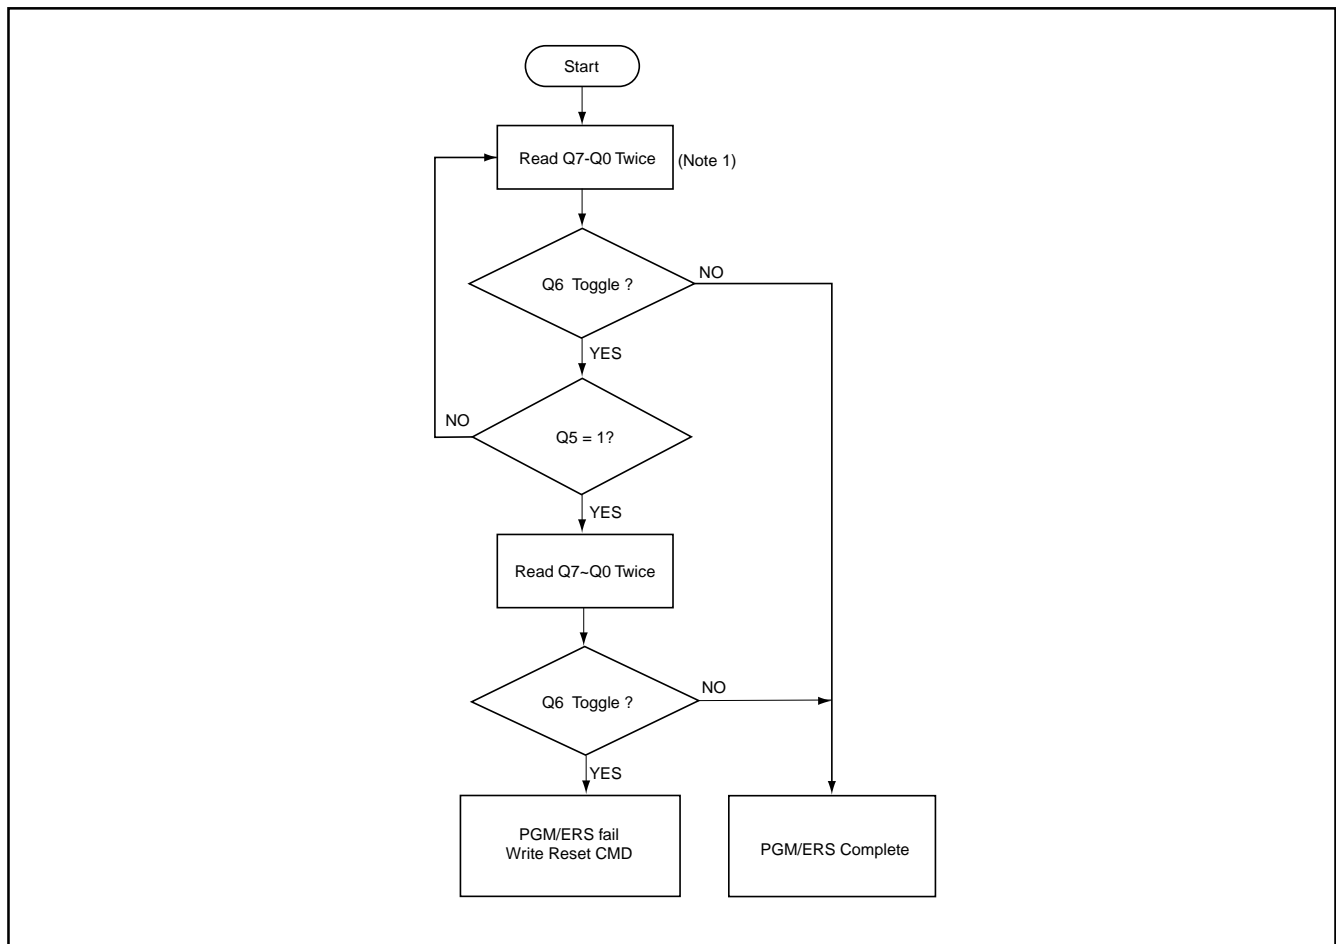 Start
Read Q7-Q0 Twice
(Note 1)
Q6 Toggle ?
NO
YES
NO
Q5 = 1?
YES
Read Q7~Q0 Twice
Q6 Toggle ?
NO
YES
PGM/ERS fail
Write Reset CMD
PGM/ERS Complete